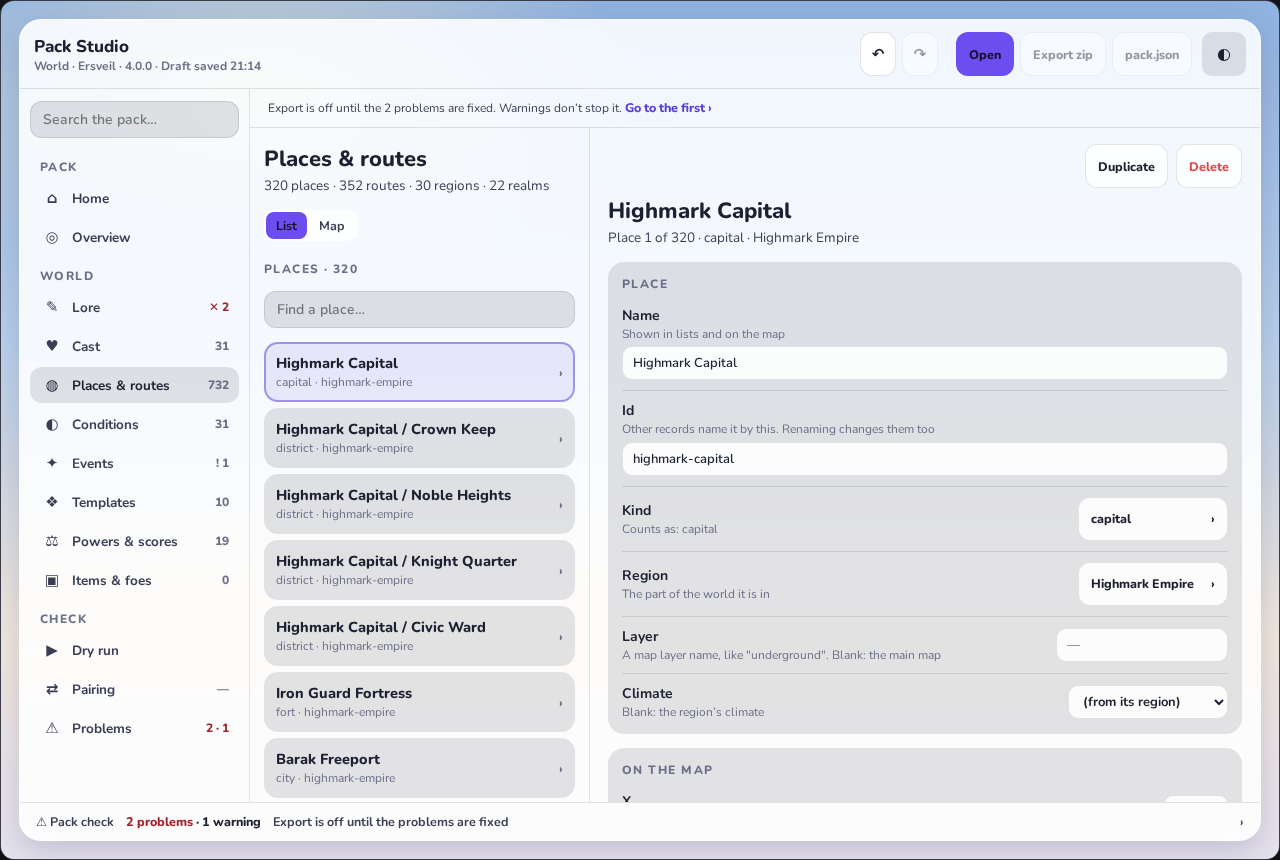 Pack Studio
World · Ersveil · 4.0.0 · Draft saved 21:14
Open
Export zip
pack.json
Search the pack…
PACK
Home
Overview
WORLD
Lore × 2
Cast 31
Places & routes 732
Conditions 31
Events ! 1
Templates 10
Powers & scores 19
Items & foes 0
CHECK
Dry run
Pairing —
Problems 2 · 1
Export is off until the 2 problems are fixed. Warnings don’t stop it. Go to the first ›
Places & routes
320 places · 352 routes · 30 regions · 22 realms
List Map
PLACES · 320
Find a place…
Highmark Capital
capital · highmark-empire ›
Highmark Capital / Crown Keep
district · highmark-empire ›
Highmark Capital / Noble Heights
district · highmark-empire ›
Highmark Capital / Knight Quarter
district · highmark-empire ›
Highmark Capital / Civic Ward
district · highmark-empire ›
Iron Guard Fortress
fort · highmark-empire ›
Barak Freeport
city · highmark-empire ›
Duplicate Delete
Highmark Capital
Place 1 of 320 · capital · Highmark Empire
PLACE
Name
Shown in lists and on the map
Highmark Capital
Id
Other records name it by this. Renaming changes them too
highmark-capital
Kind
Counts as: capital
capital ›
Region
The part of the world it is in
Highmark Empire ›
Layer
A map layer name, like "underground". Blank: the main map
—
Climate
Blank: the region’s climate
(from its region)
ON THE MAP
X
⚠ Pack check 2 problems · 1 warning Export is off until the problems are fixed ›